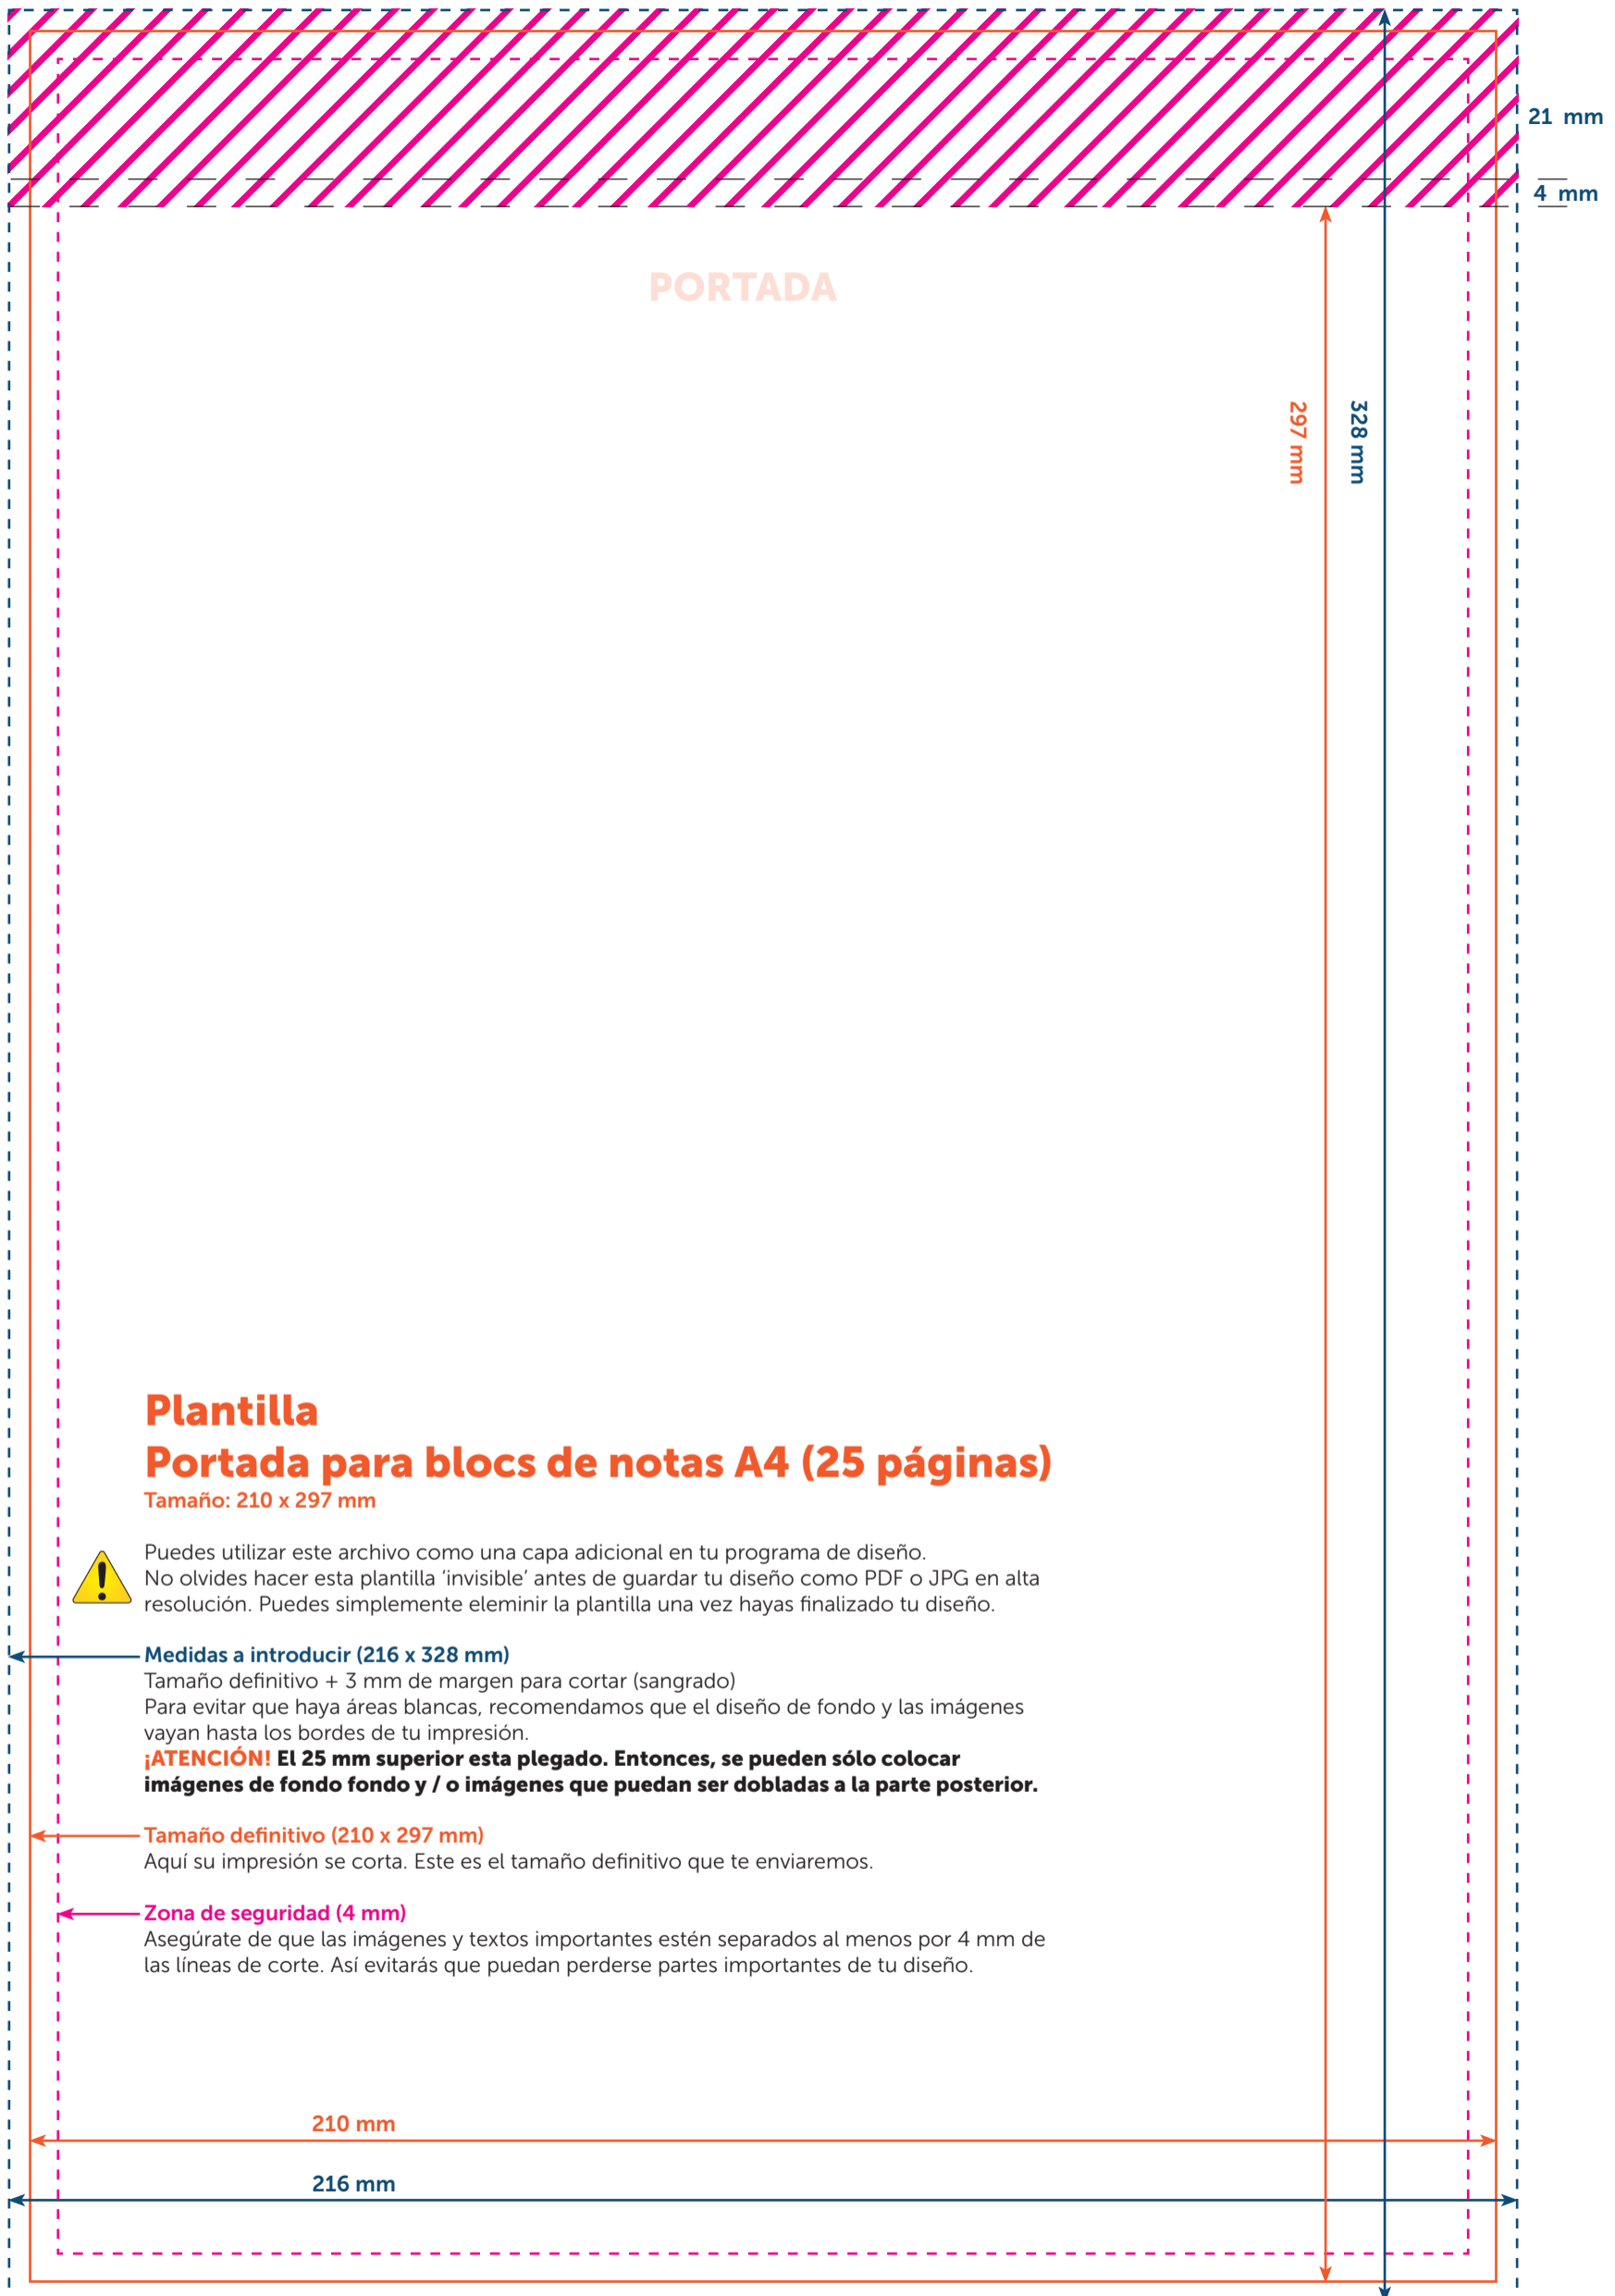 21 mm
4 mm
PORTADA
297 mm
328 mm
Plantilla
Portada para blocs de notas A4 (25 páginas)
Tamaño: 210 x 297 mm
Puedes utilizar este archivo como una capa adicional en tu programa de diseño.
No olvides hacer esta plantilla ‘invisible’ antes de guardar tu diseño como PDF o JPG en alta
resolución. Puedes simplemente eleminir la plantilla una vez hayas finalizado tu diseño.
Medidas a introducir (216 x 328 mm)
Tamaño definitivo + 3 mm de margen para cortar (sangrado)
Para evitar que haya áreas blancas, recomendamos que el diseño de fondo y las imágenes
vayan hasta los bordes de tu impresión.
¡ATENCIÓN! El 25 mm superior esta plegado. Entonces, se pueden sólo colocar
imágenes de fondo fondo y / o imágenes que puedan ser dobladas a la parte posterior.
Tamaño definitivo (210 x 297 mm)
Aquí su impresión se corta. Este es el tamaño definitivo que te enviaremos.
Zona de seguridad (4 mm)
Asegúrate de que las imágenes y textos importantes estén separados al menos por 4 mm de
las líneas de corte. Así evitarás que puedan perderse partes importantes de tu diseño.
210 mm
216 mm